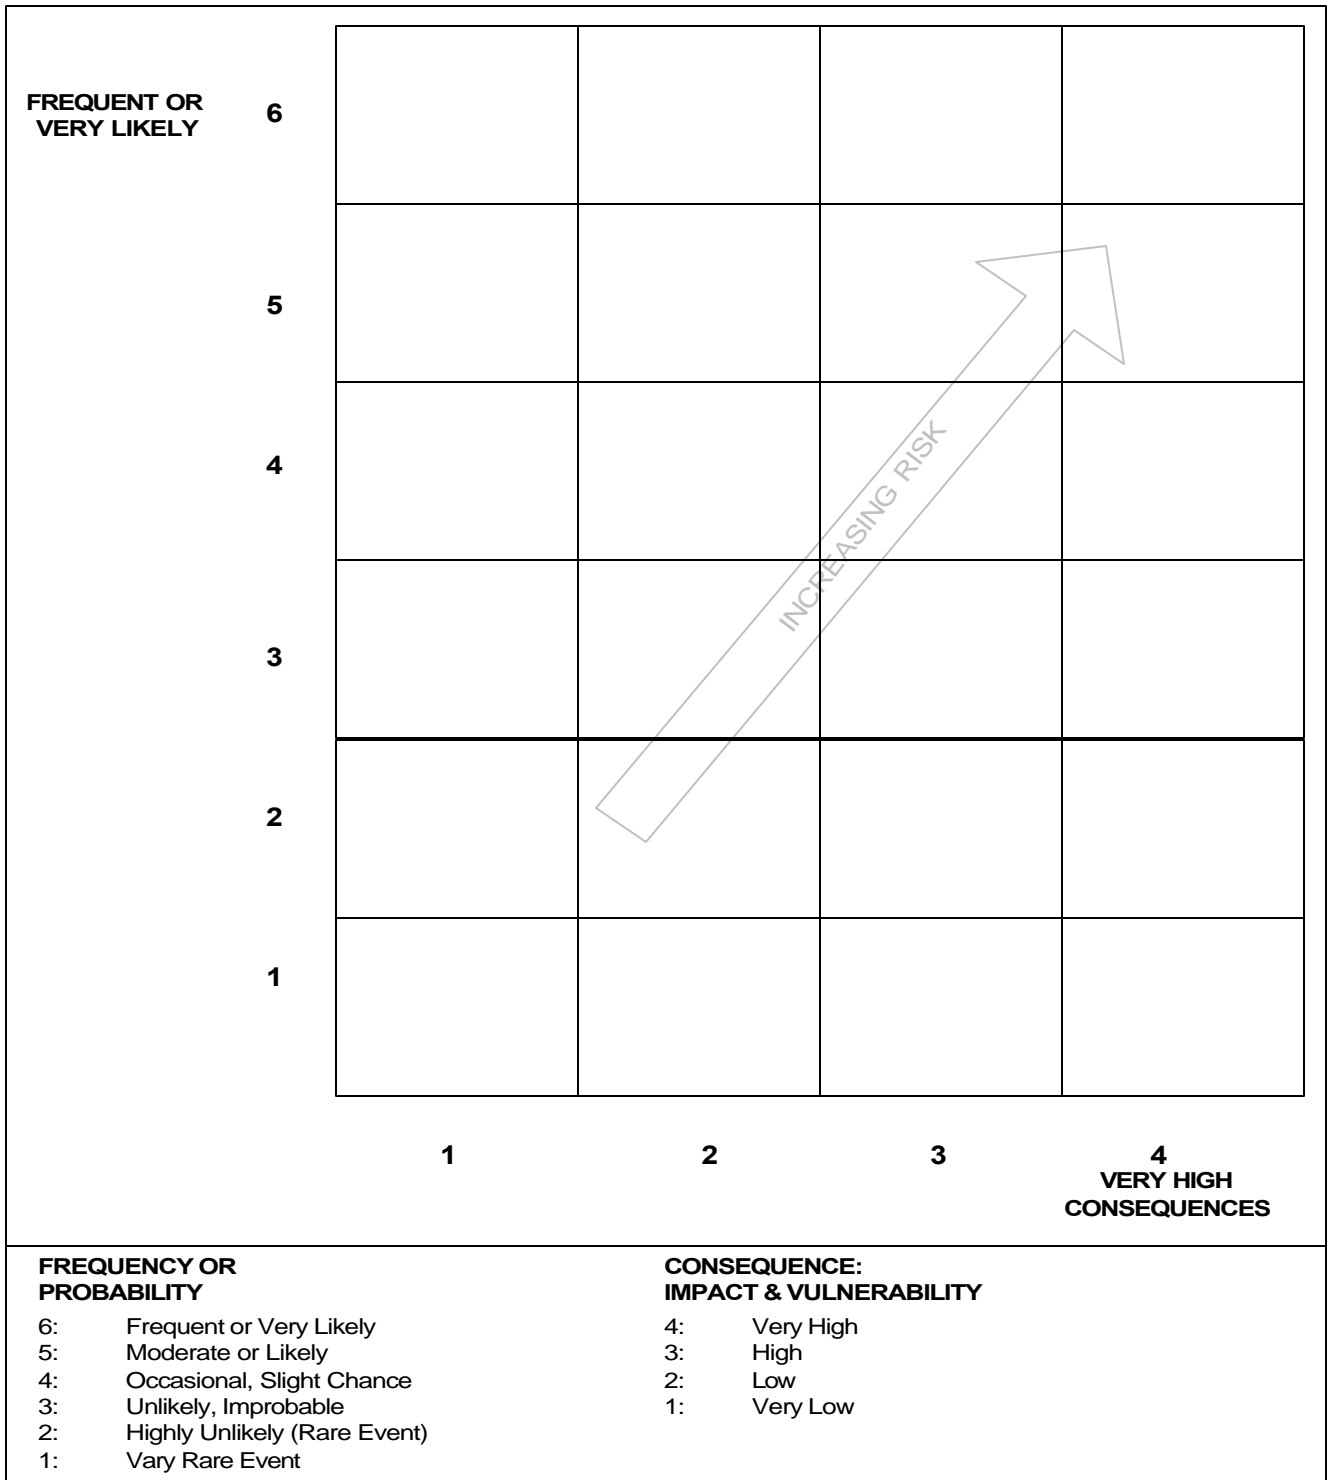 FREQUENT OR
VERY LIKELY
6
5
4
INCREASING RISK
3
2
1
1 2 3 4
VERY HIGH
CONSEQUENCES
FREQUENCY OR
PROBABILITY
6: Frequent or Very Likely
5: Moderate or Likely
4: Occasional, Slight Chance
3: Unlikely, Improbable
2: Highly Unlikely (Rare Event)
1: Vary Rare Event
CONSEQUENCE:
IMPACT & VULNERABILITY
4: Very High
3: High
2: Low
1: Very Low